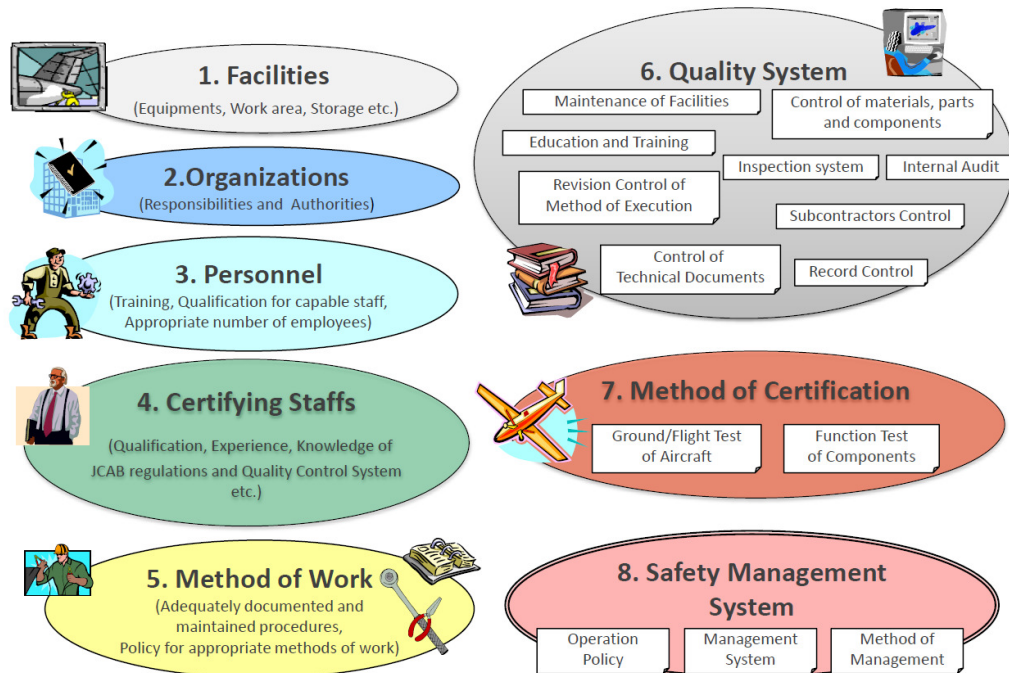 1. Facilities
(Equipments, Work area, Storage etc.)
2.Organizations
(Responsibilities and Authorities)
3. Personnel
(Training, Qualification for capable staff,
Appropriate number of employees)
4. Certifying Staffs
(Qualification, Experience, Knowledge of
JCAB regulations and Quality Control System
etc.)
5. Method of Work
(Adequately documented and
maintained procedures,
Policy for appropriate methods of work)
6. Quality System
Maintenance of Facilities
Control of materials, parts
and components
Education and Training
Inspection system
Internal Audit
Revision Control of
Method of Execution
Subcontractors Control
Control of
Technical Documents
Record Control
7. Method of Certification
Ground/Flight Test
of Aircraft
Function Test
of Components
8. Safety Management
System
Operation
Policy
Management
System
Method of
Management